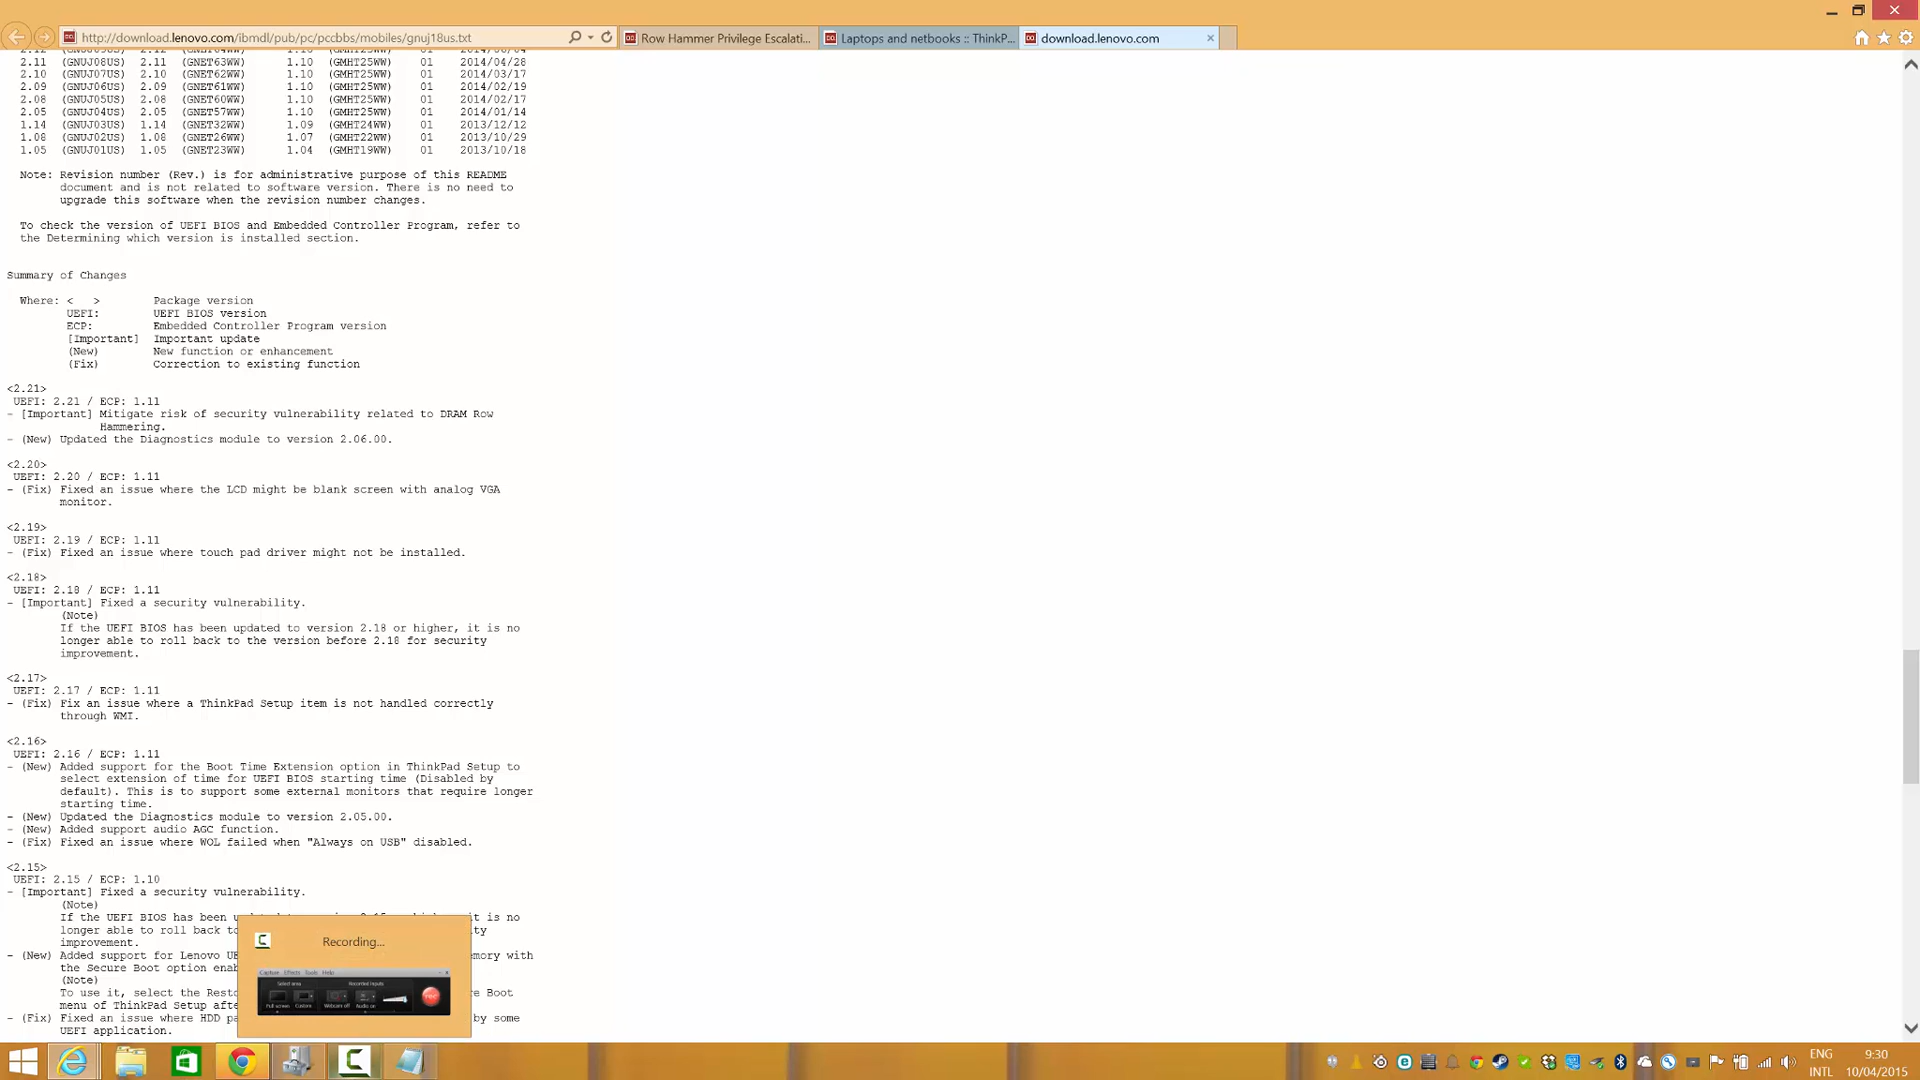 http://download.lenovo.com/ibmdl/pub/pc/pccbbs/mobiles/gnuj18us.txt
Row Hammer Privilege Escalati...
Laptops and netbooks :: ThinkP...
download.lenovo.com
2.11 (GNUJ08US) 2.11 (GNET63WW) 1.10 (GMHT25WW) 01 2014/04/28
2.10 (GNUJ07US) 2.10 (GNET62WW) 1.10 (GMHT25WW) 01 2014/03/17
2.09 (GNUJ06US) 2.09 (GNET61WW) 1.10 (GMHT25WW) 01 2014/02/19
2.08 (GNUJ05US) 2.08 (GNET60WW) 1.10 (GMHT25WW) 01 2014/02/17
2.05 (GNUJ04US) 2.05 (GNET57WW) 1.10 (GMHT25WW) 01 2014/01/14
1.14 (GNUJ03US) 1.14 (GNET32WW) 1.09 (GMHT24WW) 01 2013/12/12
1.08 (GNUJ02US) 1.08 (GNET26WW) 1.07 (GMHT22WW) 01 2013/10/29
1.05 (GNUJ01US) 1.05 (GNET23WW) 1.04 (GMHT19WW) 01 2013/10/18
Note: Revision number (Rev.) is for administrative purpose of this README
document and is not related to software version. There is no need to
upgrade this software when the revision number changes.
To check the version of UEFI BIOS and Embedded Controller Program, refer to
the Determining which version is installed section.
Summary of Changes
Where: < > Package version
UEFI: UEFI BIOS version
ECP: Embedded Controller Program version
[Important] Important update
(New) New function or enhancement
(Fix) Correction to existing function
<2.21>
UEFI: 2.21 / ECP: 1.11
- [Important] Mitigate risk of security vulnerability related to DRAM Row
Hammering.
- (New) Updated the Diagnostics module to version 2.06.00.
<2.20>
UEFI: 2.20 / ECP: 1.11
- (Fix) Fixed an issue where the LCD might be blank screen with analog VGA
monitor.
<2.19>
UEFI: 2.19 / ECP: 1.11
- (Fix) Fixed an issue where touch pad driver might not be installed.
<2.18>
UEFI: 2.18 / ECP: 1.11
- [Important] Fixed a security vulnerability.
(Note)
If the UEFI BIOS has been updated to version 2.18 or higher, it is no
longer able to roll back to the version before 2.18 for security
improvement.
<2.17>
UEFI: 2.17 / ECP: 1.11
- (Fix) Fix an issue where a ThinkPad Setup item is not handled correctly
through WMI.
<2.16>
UEFI: 2.16 / ECP: 1.11
- (New) Added support for the Boot Time Extension option in ThinkPad Setup to
select extension of time for UEFI BIOS starting time (Disabled by
default). This is to support some external monitors that require longer
starting time.
- (New) Updated the Diagnostics module to version 2.05.00.
- (New) Added support audio AGC function.
- (Fix) Fixed an issue where WOL failed when "Always on USB" disabled.
<2.15>
UEFI: 2.15 / ECP: 1.10
- [Important] Fixed a security vulnerability.
(Note)
If the UEFI BIOS has been it is no
longer able to roll back to
improvement.
- (New) Added support for Lenovo with
the Secure Boot option
(Note)
To use it, select the Boot
menu of ThinkPad Setup
- (Fix) Fixed an issue where HDD by some
UEFI application.
Recording...
Capture Effects Tools Help
Select area Recorded inputs
Full screen Custom Webcam off Audio on rec
ENG 9:30
INTL 10/04/2015